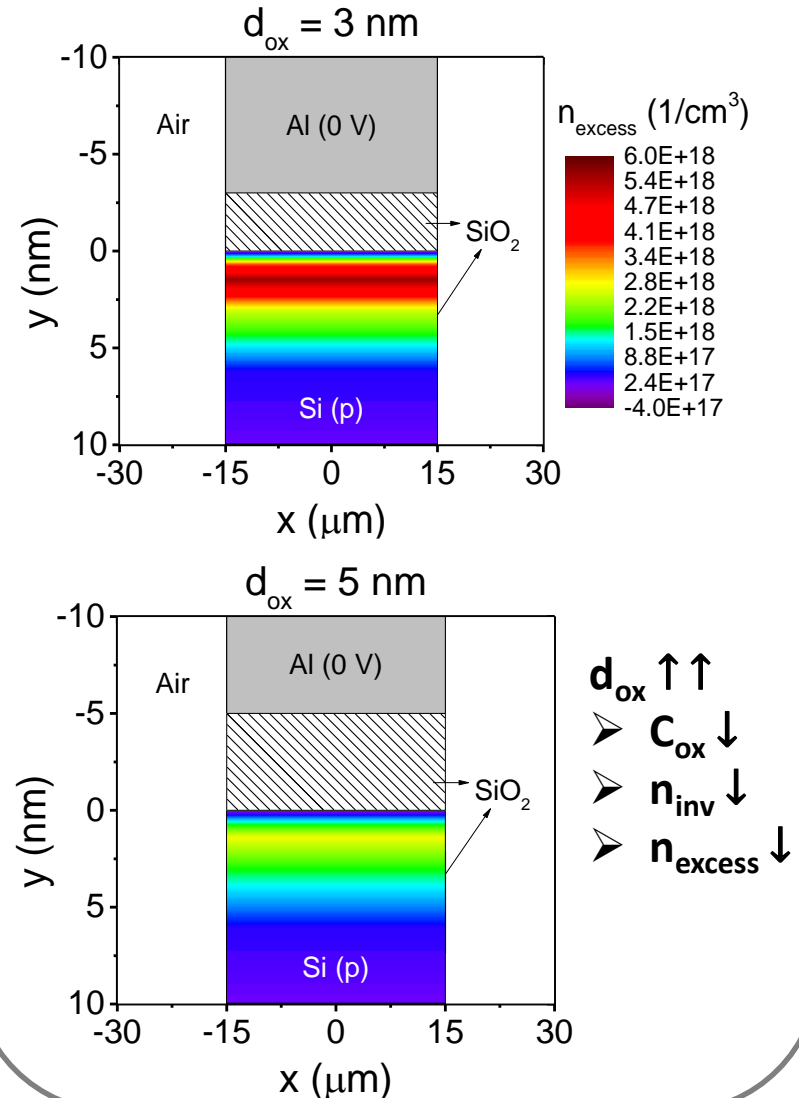 d_ox = 3 nm
-10
-5
0
5
10
y (nm)
Air
Al (0 V)
SiO₂
Si (p)
-30 -15 0 15 30
x (μm)
n_excess (1/cm³)
6.0E+18
5.4E+18
4.7E+18
4.1E+18
3.4E+18
2.8E+18
2.2E+18
1.5E+18
8.8E+17
2.4E+17
-4.0E+17
d_ox = 5 nm
-10
-5
0
5
10
y (nm)
Air
Al (0 V)
SiO₂
Si (p)
-30 -15 0 15 30
x (μm)
d_ox ↑↑
➢ C_ox ↓
➢ n_inv ↓
➢ n_excess ↓